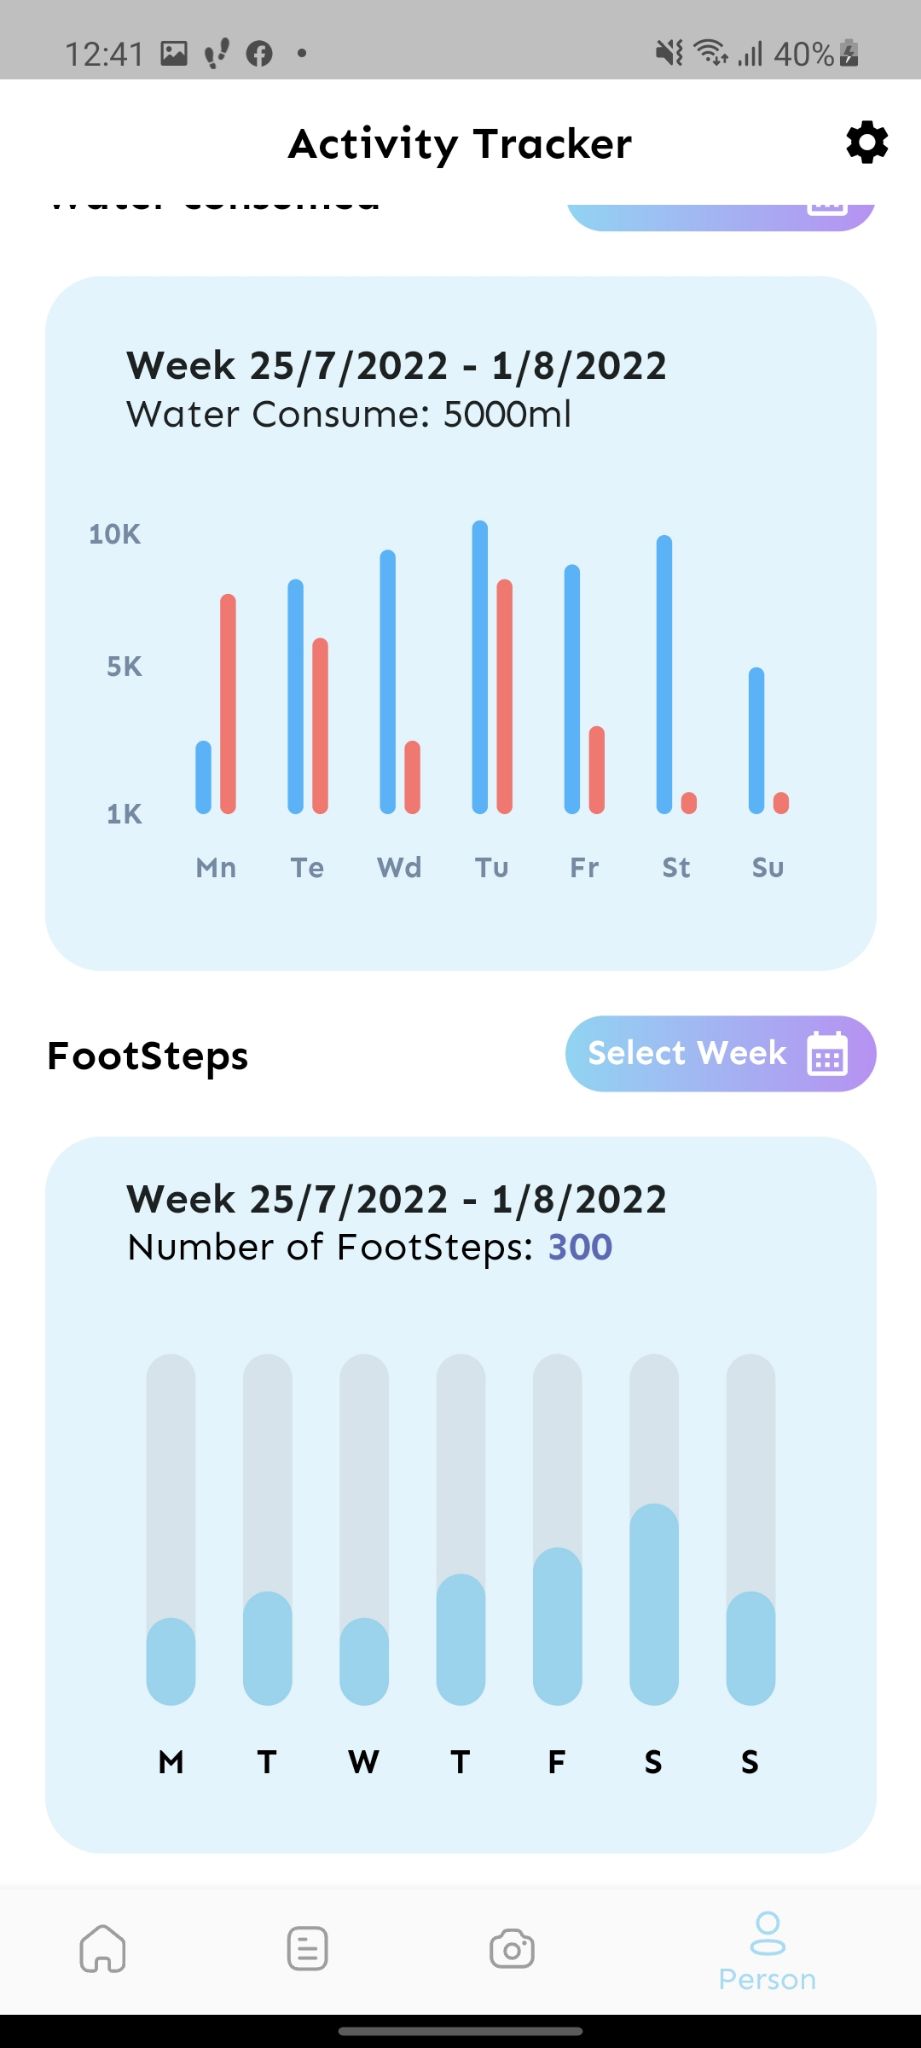 12:41
40%
Activity Tracker
Water Consumed
Week 25/7/2022 - 1/8/2022
Water Consume: 5000ml
10K
5K
1K
Mn Te Wd Tu Fr St Su
FootSteps
Select Week
Week 25/7/2022 - 1/8/2022
Number of FootSteps: 300
M T W T F S S
Person